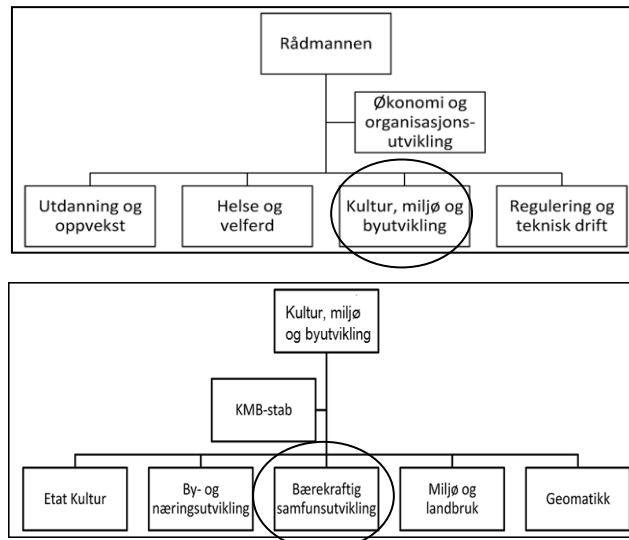 Rådmannen
Økonomi og
organisasjons-
utvikling
Utdanning og
oppvekst
Helse og
velferd
Kultur, miljø og
byutvikling
Regulering og
teknisk drift
Kultur, miljø
og byutvikling
KMB-stab
Etat Kultur
By- og
næringsutvikling
Bærekraftig
samfunsutvikling
Miljø og
landbruk
Geomatikk